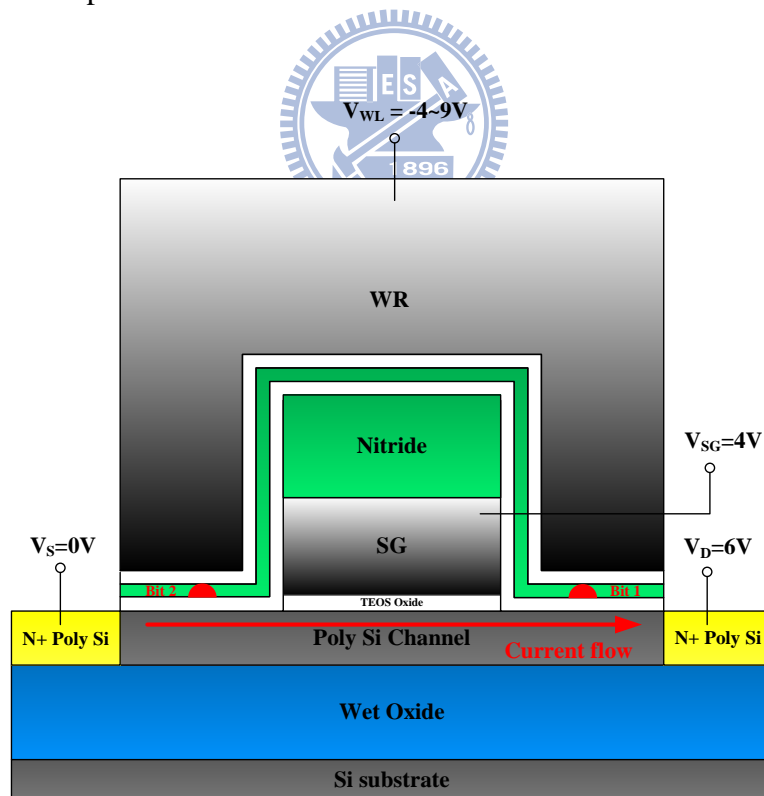 E S A
V_WL = -4~9V
1896
WR
Nitride
V_SG=4V
SG
V_S=0V
V_D=6V
Bit 2
Bit 1
TEOS Oxide
N+ Poly Si
Poly Si Channel
N+ Poly Si
Current flow
Wet Oxide
Si substrate